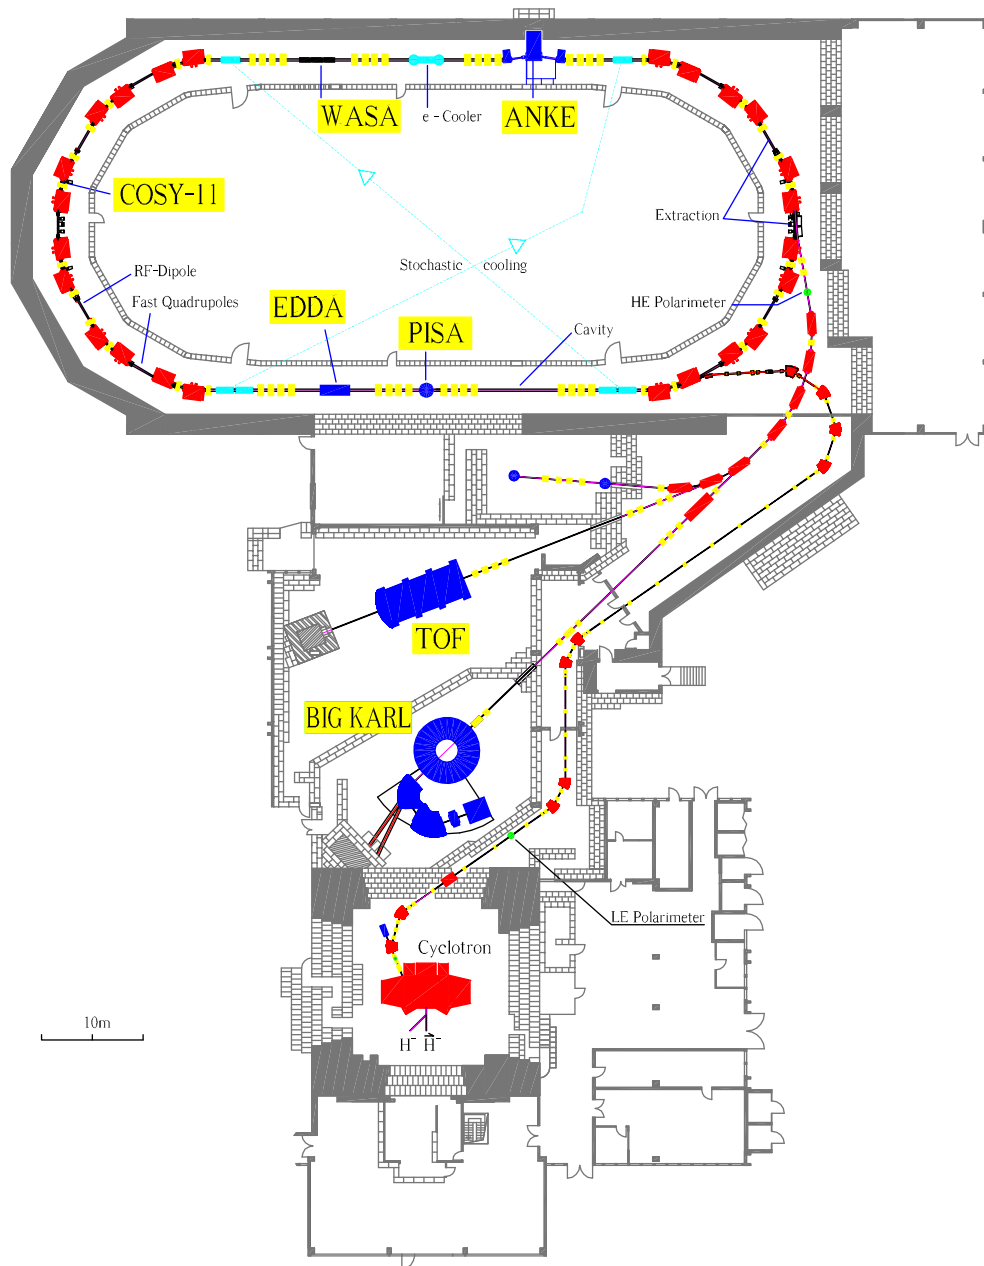 WASA
e - Cooler
ANKE
COSY-11
Extraction
Stochastic cooling
RF-Dipole
Fast Quadrupoles
HE Polarimeter
EDDA
PISA
Cavity
TOF
BIG KARL
LE Polarimeter
Cyclotron
10m
H⁻ H⃗⁻